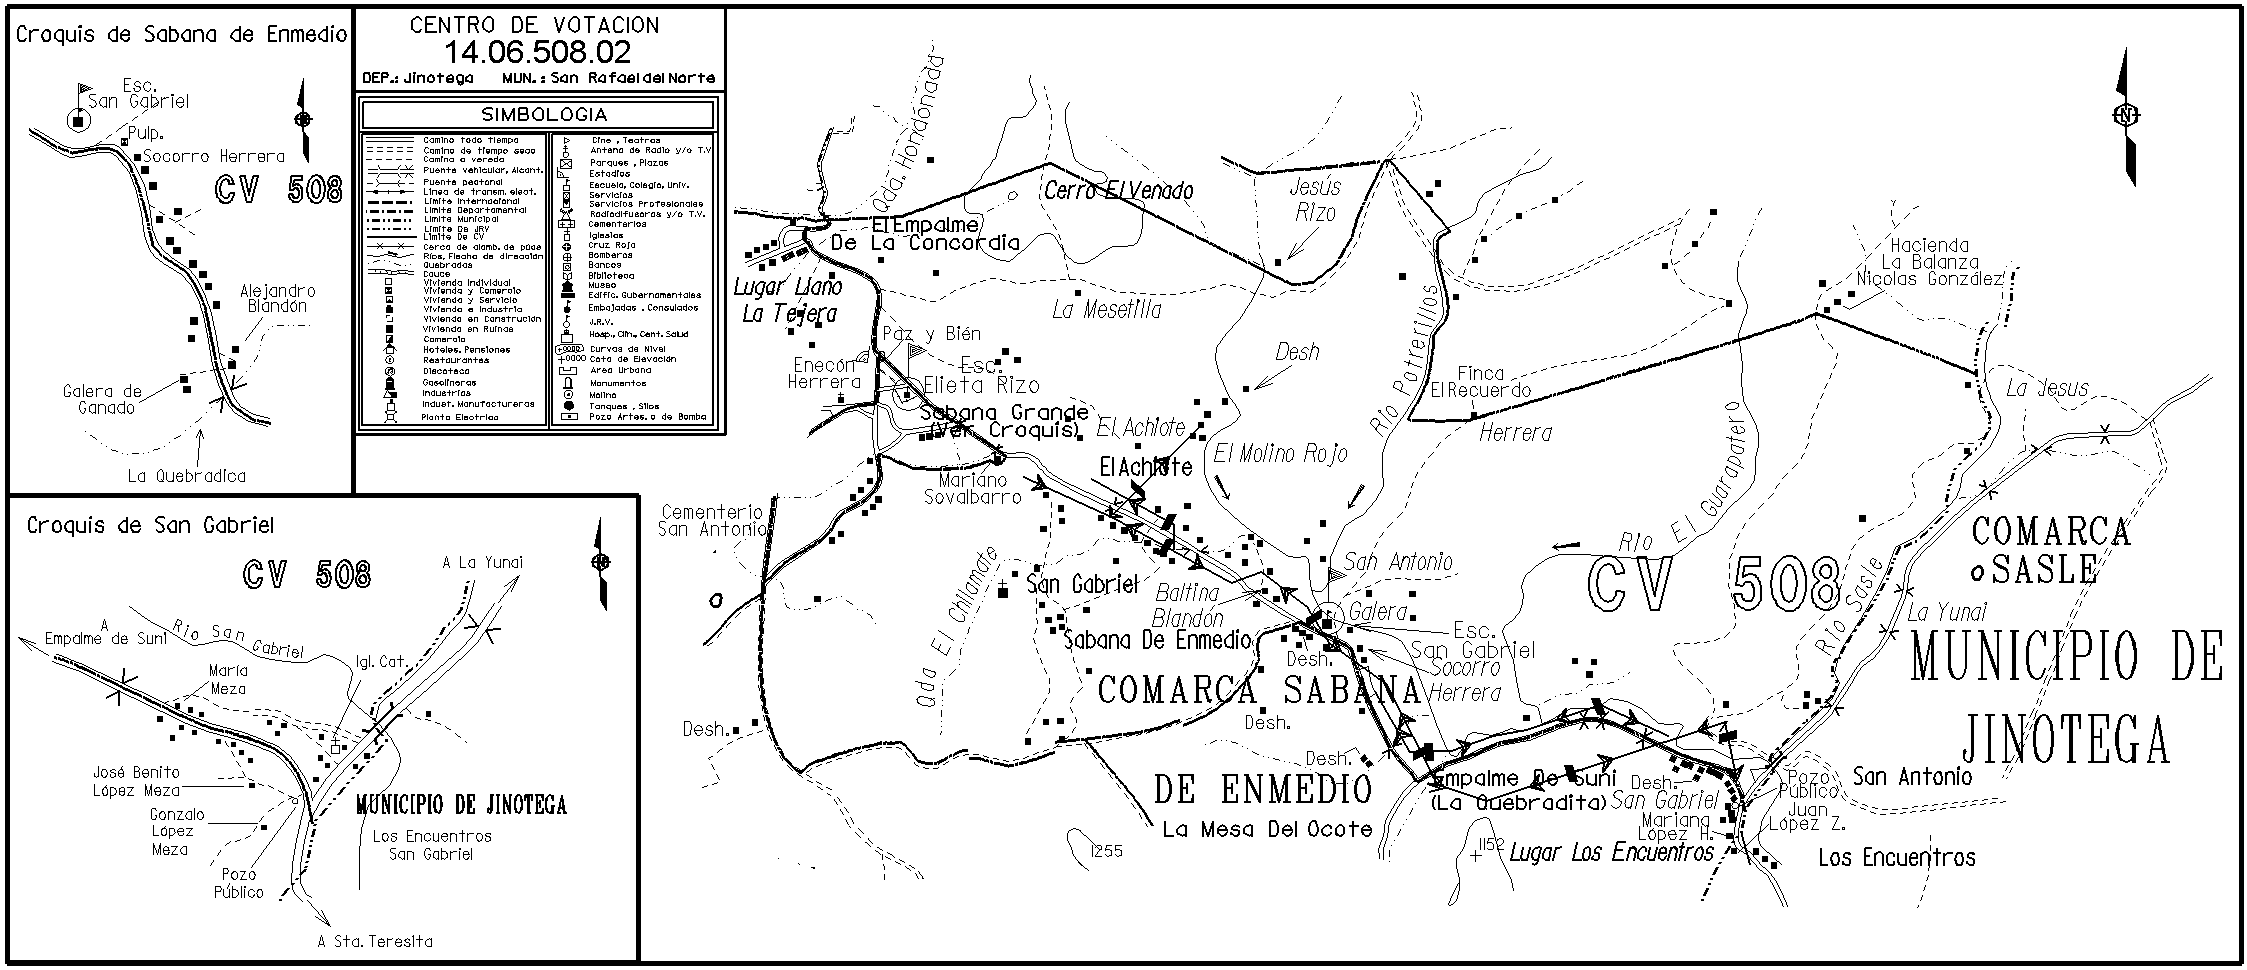 Croquis de Sabana de Enmedio
Esc.
San Gabriel
Pulp.
Socorro Herrera
CV 508
Alejandro
Blandón
Galera de
Ganado
La Quebradica
CENTRO DE VOTACION
14.06.508.02
DEP.: Jinotega MUN.: San Rafael del Norte
SIMBOLOGIA
Camino todo tiempo
Camino de tiempo seco
Camino o vereda
Puente vehicular, Alcant.
Puente peatonal
Linea de transm. elect.
Limite Internacional
Limite Departamental
Limite Municipal
Limite De JRV
Limite De CV
Cerca de alamb. de púas
Ríos, Flecha de dirección
Quebradas
Cauce
Vivienda Individual
Vivienda y Comercio
Vivienda y Servicio
Vivienda e Industria
Vivienda en Construción
Vivienda en Ruinas
Comercio
Hoteles, Pensiones
Restaurantes
Discoteca
Gasolineras
Industrias
Indust. Manufactureras
Planta Electrica
Cine, Teatros
Antena de Radio y/o T.V
Parques, Plazas
Estadios
Escuela, Colegio, Univ.
Servicios
Servicios Profesionales
Radiodifusoras y/o T.V.
Cementerios
Iglesias
Cruz Roja
Bomberos
Bancos
Biblioteca
Museo
Edific. Gubernamentales
Embajadas, Consulados
J.R.V.
Hosp., Clin., Cent. Salud
Curvas de Nivel
Cota de Elevación
Area Urbana
Monumentos
Molino
Tanques, Silos
Pozo Artes. o de Bomba
Croquis de San Gabriel
CV 508
A La Yunai
A
Empalme de Suni
Río San Gabriel
Igl. Cat.
María
Meza
José Benito
López Meza
Gonzalo
López
Meza
Pozo
Público
MUNICIPIO DE JINOTEGA
Los Encuentros
San Gabriel
A Sta. Teresita
N
Qda. Hondonada
Cerro El Venado
Jesús
Rizo
El Empalme
De La Concordia
Lugar Llano
La Tejera
La Mesetilla
Hacienda
La Balanza
Nicolas González
Paz y Bién
Enecón
Herrera
Esc.
Elieta Rizo
Sabana Grande
(Ver Croquis)
Desh
Río Potrerillos
Finca
El Recuerdo
Herrera
La Jesus
El Achiote
El Achiote
El Molino Rojo
Mariano
Sovalbarro
Río El Guarapatero
Cementerio
San Antonio
COMARCA
SASLE
San Antonio
CV 508
Qda El Chilamate
San Gabriel
Baltina
Blandón
Galera
Río Sasle
La Yunai
Sabana De Enmedio
Desh.
Esc.
San Gabriel
Socorro
Herrera
MUNICIPIO DE
JINOTEGA
COMARCA SABANA
DE ENMEDIO
Desh.
Desh.
Desh.
Empalme De Suni
(La Quebradita)
La Mesa Del Ocote
Desh.
San Gabriel
Mariana
López H.
Pozo
Público
Juan
López Z.
San Antonio
1255
1152
Lugar Los Encuentros
Los Encuentros